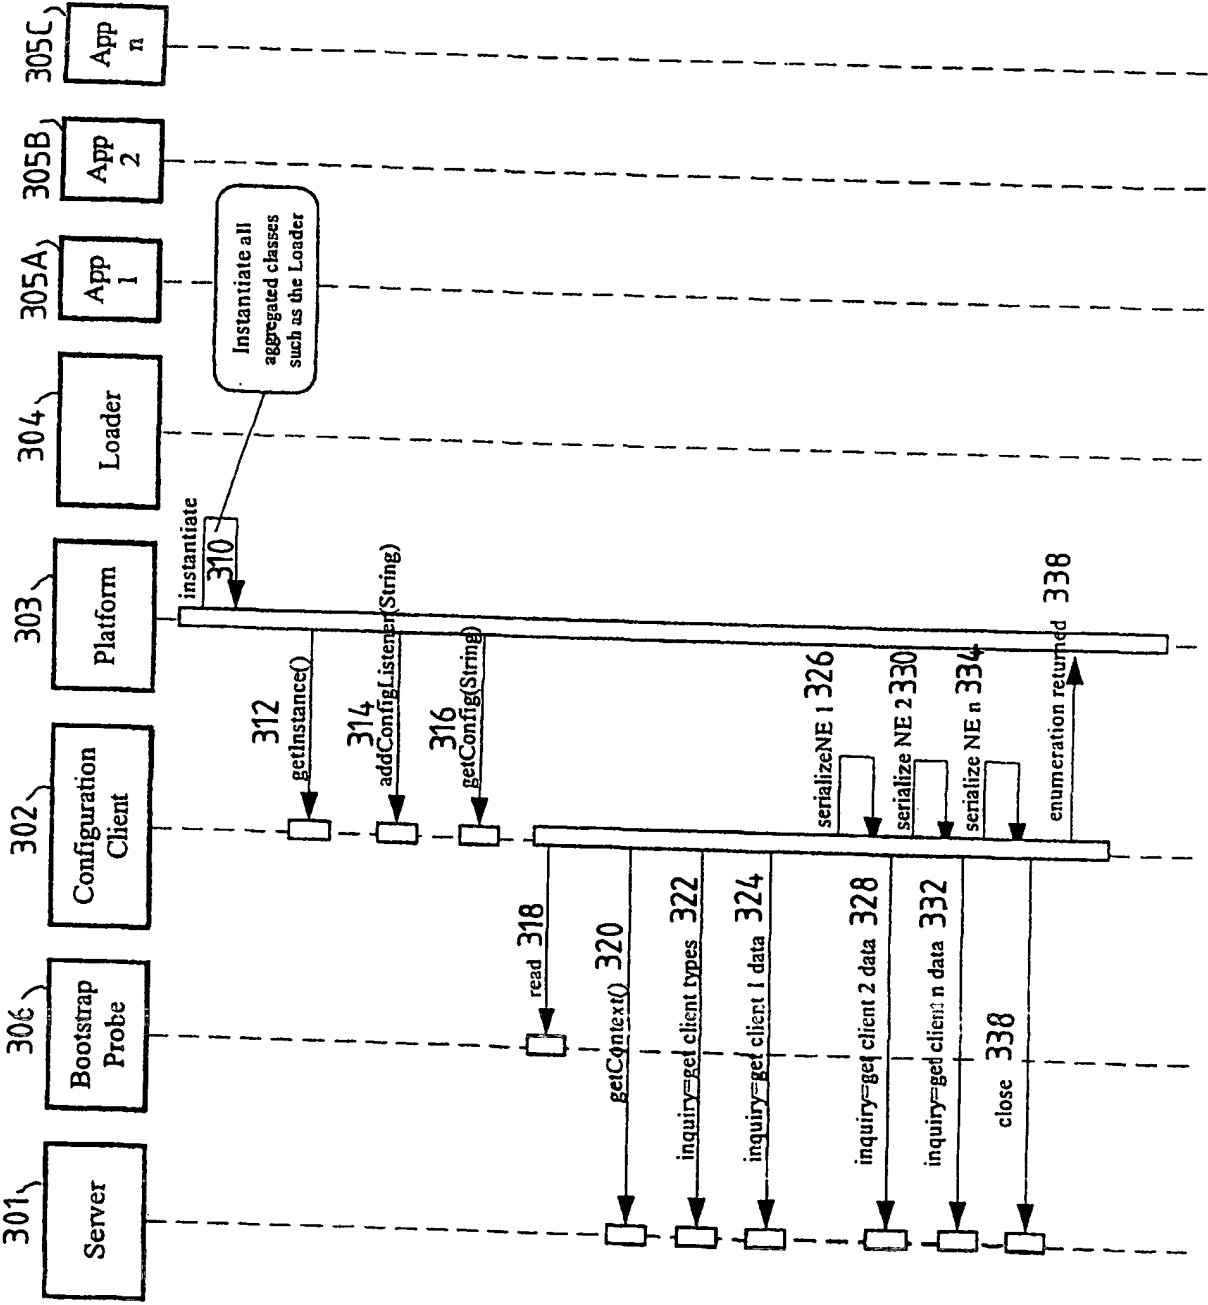 301
Server
306
Bootstrap
Probe
302
Configuration
Client
303
Platform
304
Loader
305A
App
1
305B
App
2
305C
App
n
instantiate
310
Instantiate all
aggregated classes
such as the Loader
312
getInstance()
314
addConfigListener(String)
316
getConfig(String)
read 318
getContext() 320
inquiry=get client types 322
inquiry=get client 1 data 324
serializeNE 1 326
inquiry=get client 2 data 328
serialize NE 2 330
inquiry=get client n data 332
serialize NE n 334
close 338
enumeration returned 338